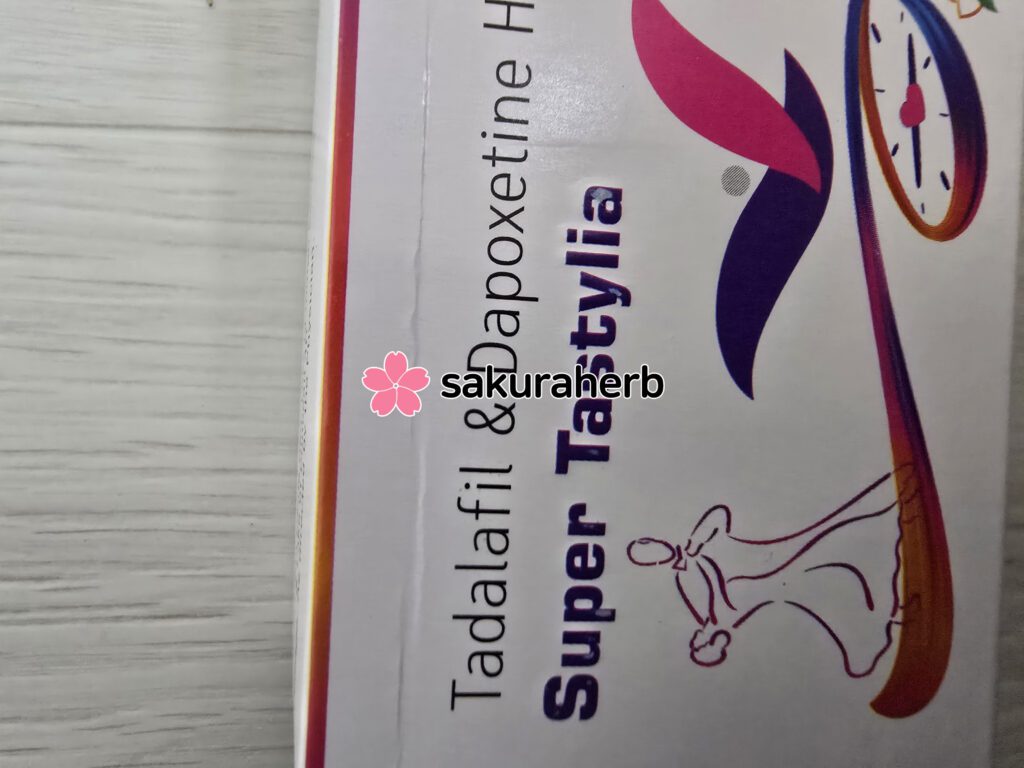 Tadalafil & Dapoxetine H
Super Tastylia
sakuraherb